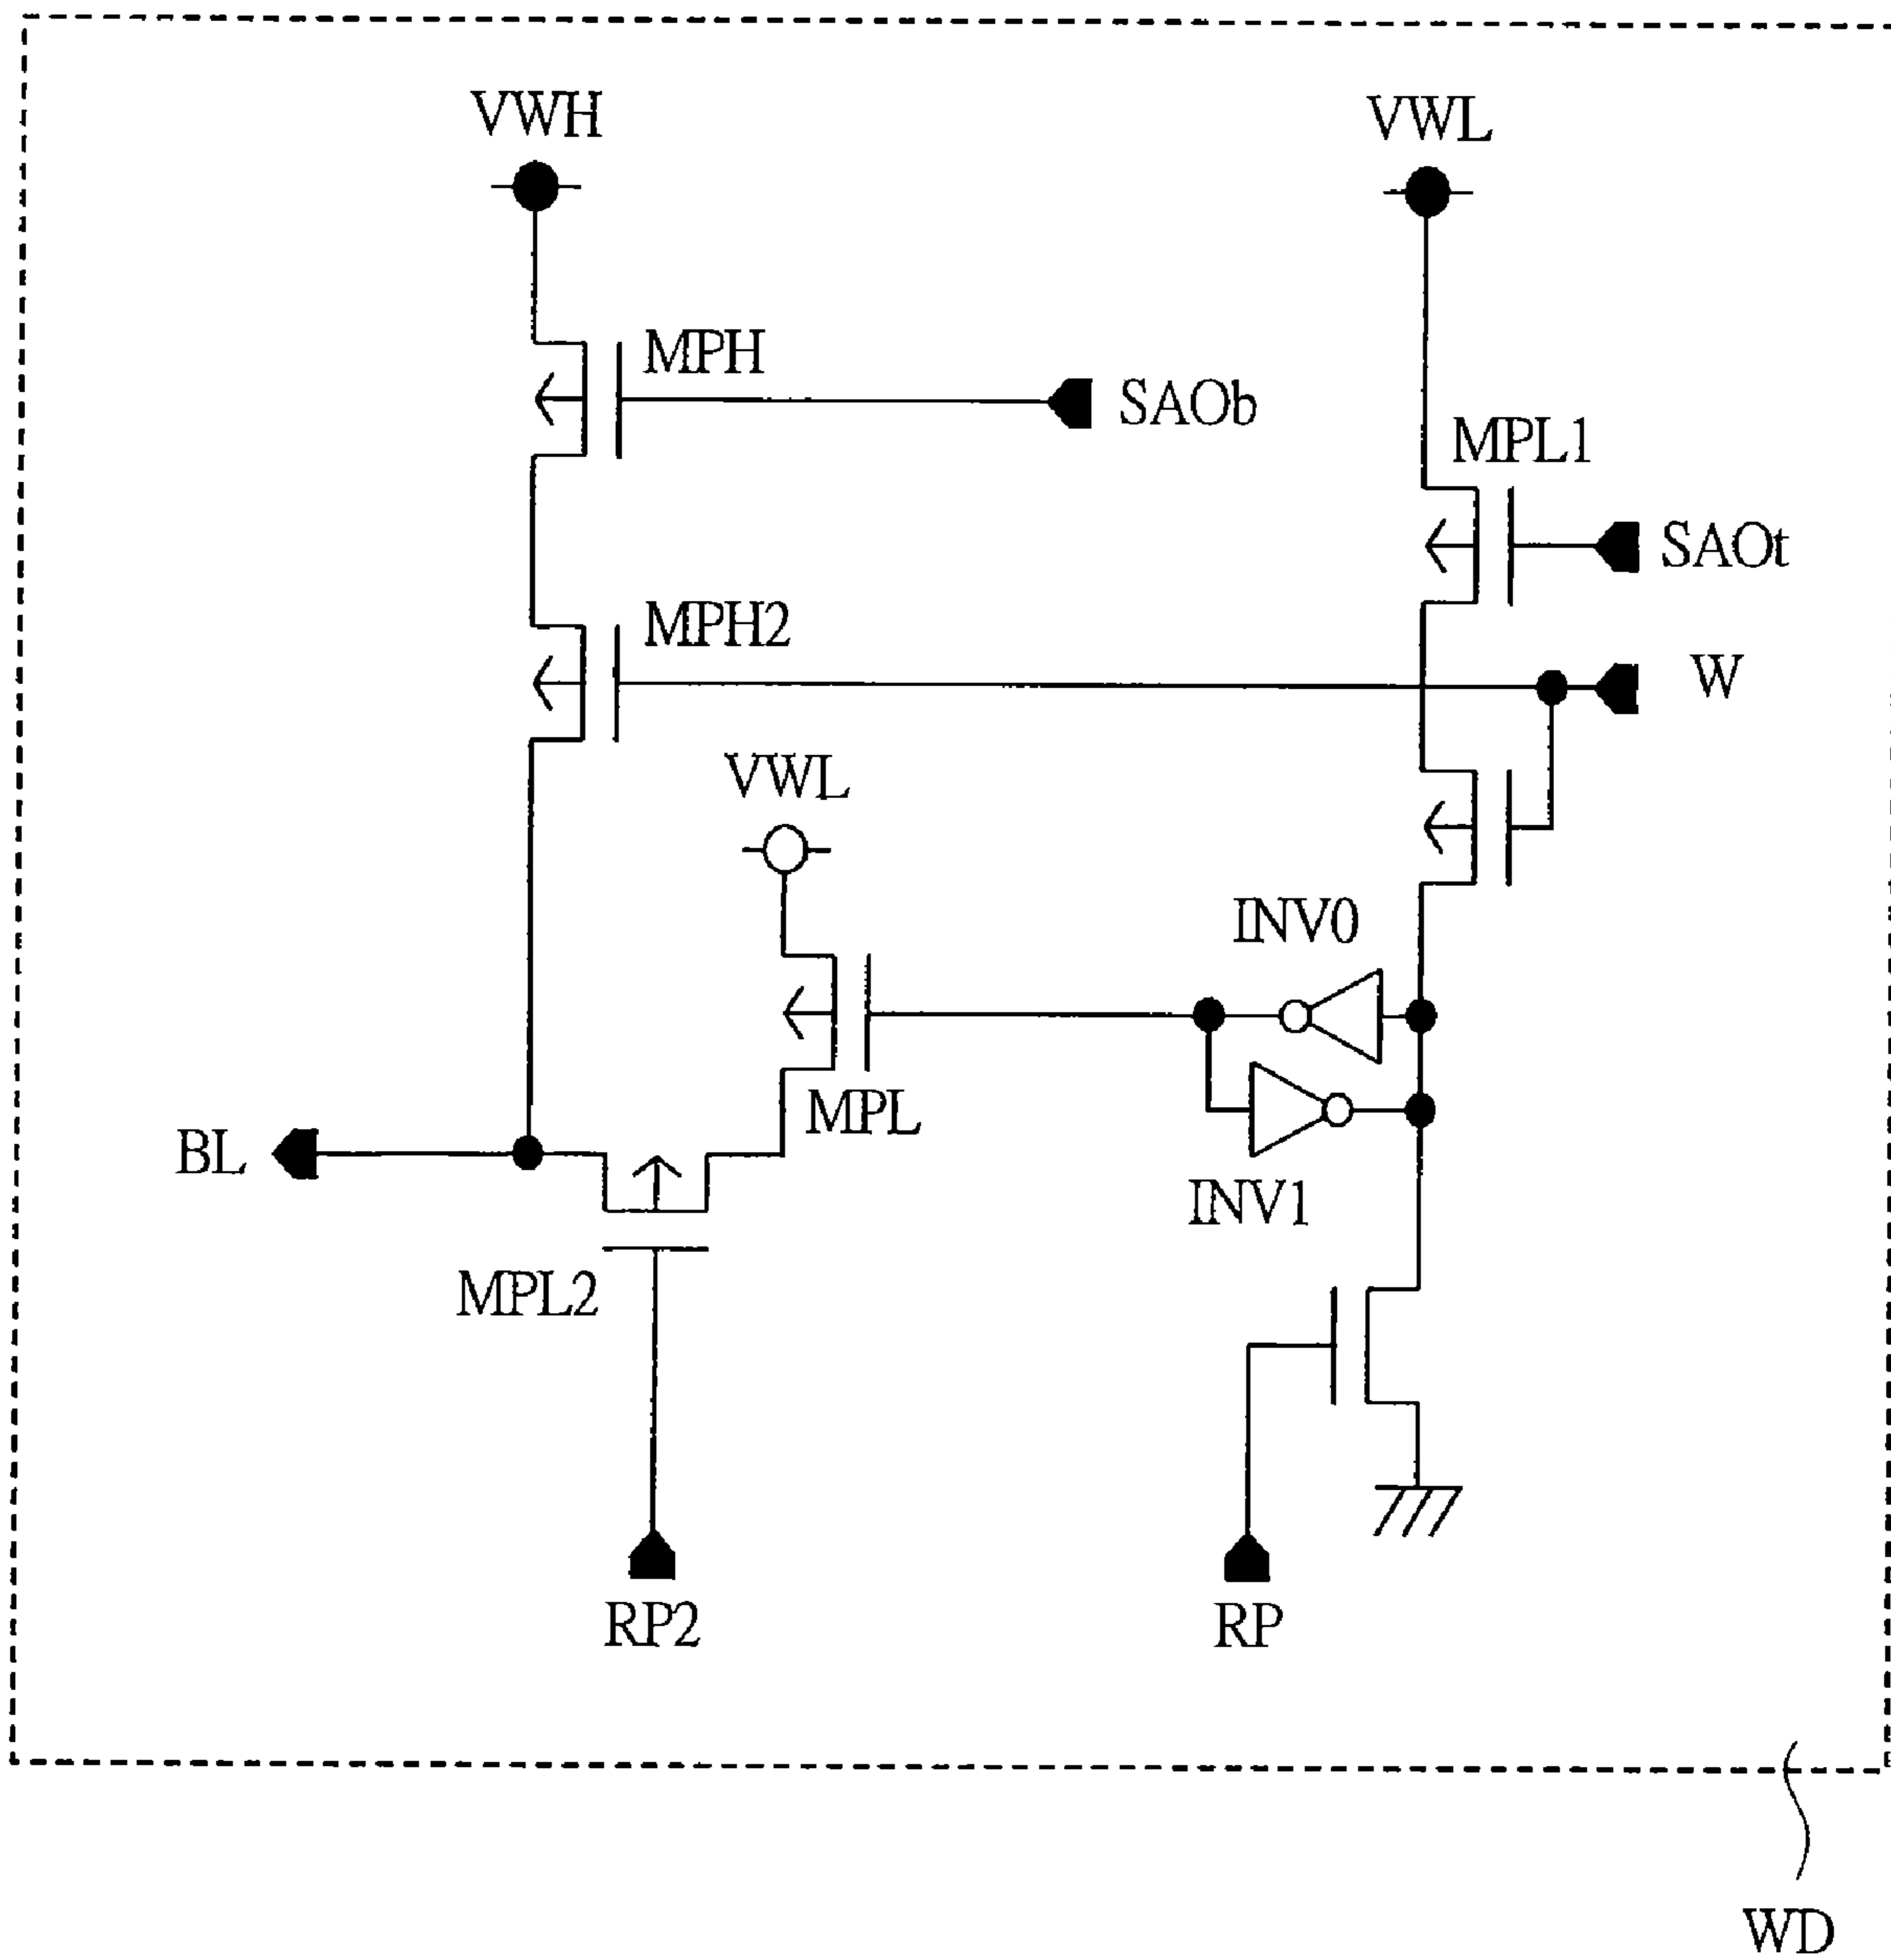 VWH
VWL
MPH
SAOb
MPL1
SAOt
MPH2
W
VWL
INV0
MPL
BL
INV1
MPL2
RP2
RP
WD